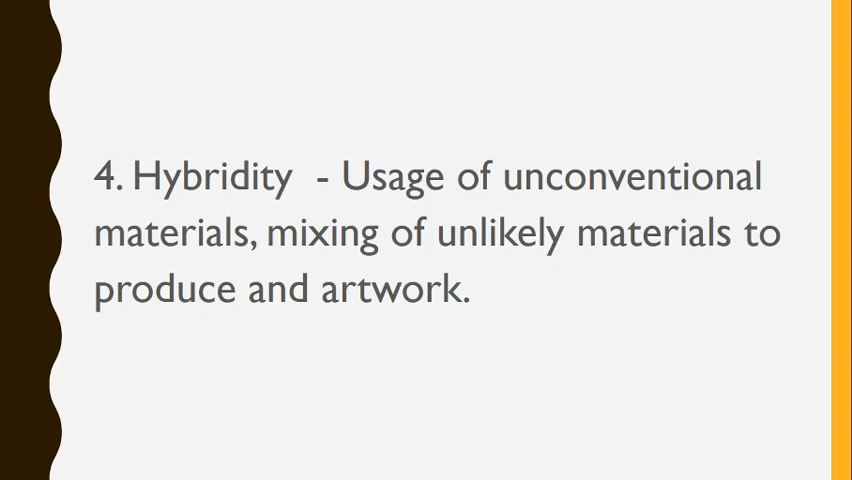 4. Hybridity - Usage of unconventional
materials, mixing of unlikely materials to
produce and artwork.